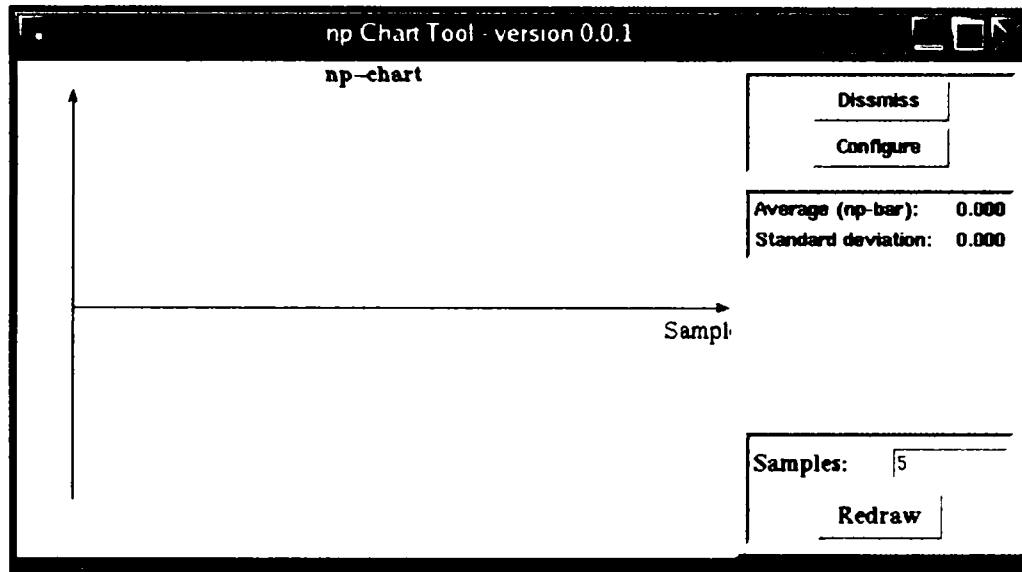 np Chart Tool - version 0.0.1
np-chart
Dissmiss
Configure
Average (np-bar): 0.000
Standard deviation: 0.000
Sampl
Samples: 5
Redraw